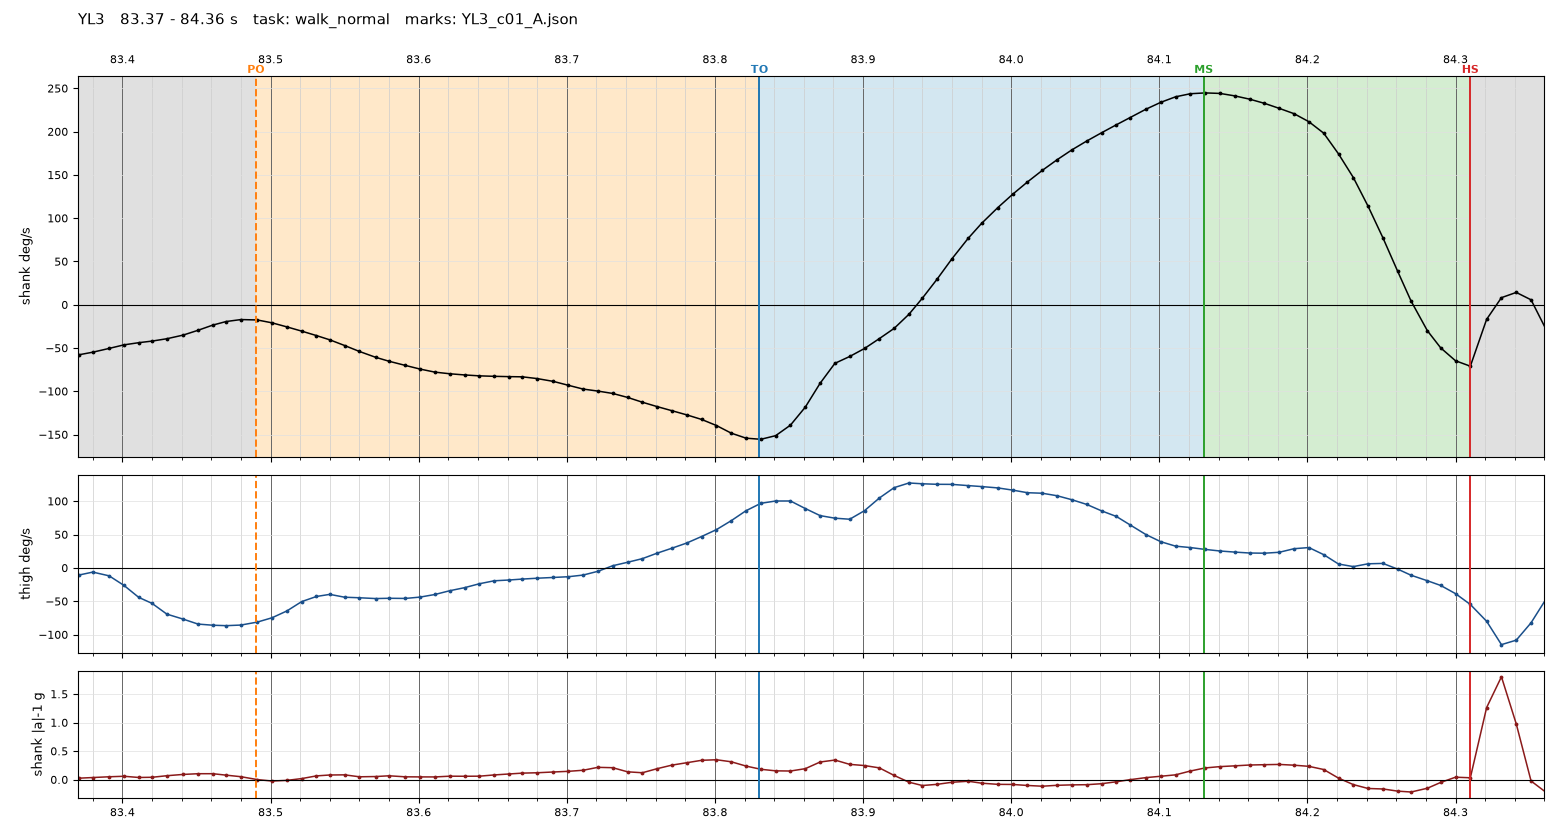 YL3   83.37 - 84.36 s   task: walk_normal   marks: YL3_c01_A.json
83.4 83.5 83.6 83.7 83.8 83.9 84.0 84.1 84.2 84.3
PO TO MS HS
shank deg/s
250
200
150
100
50
0
−50
−100
−150
thigh deg/s
100
50
0
−50
−100
shank |a|-1 g
1.5
1.0
0.5
0.0
83.4 83.5 83.6 83.7 83.8 83.9 84.0 84.1 84.2 84.3